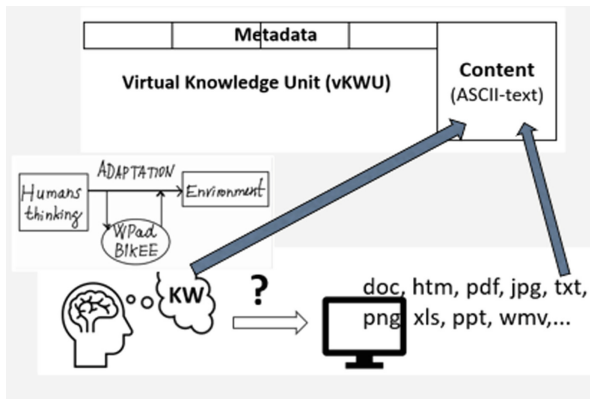 Metadata
Virtual Knowledge Unit (vKWU)
Content
(ASCII-text)
ADAPTATION
Humans
thinking
Environment
WPad
BIKEE
KW
?
doc, htm, pdf, jpg, txt,
png, xls, ppt, wmv,...